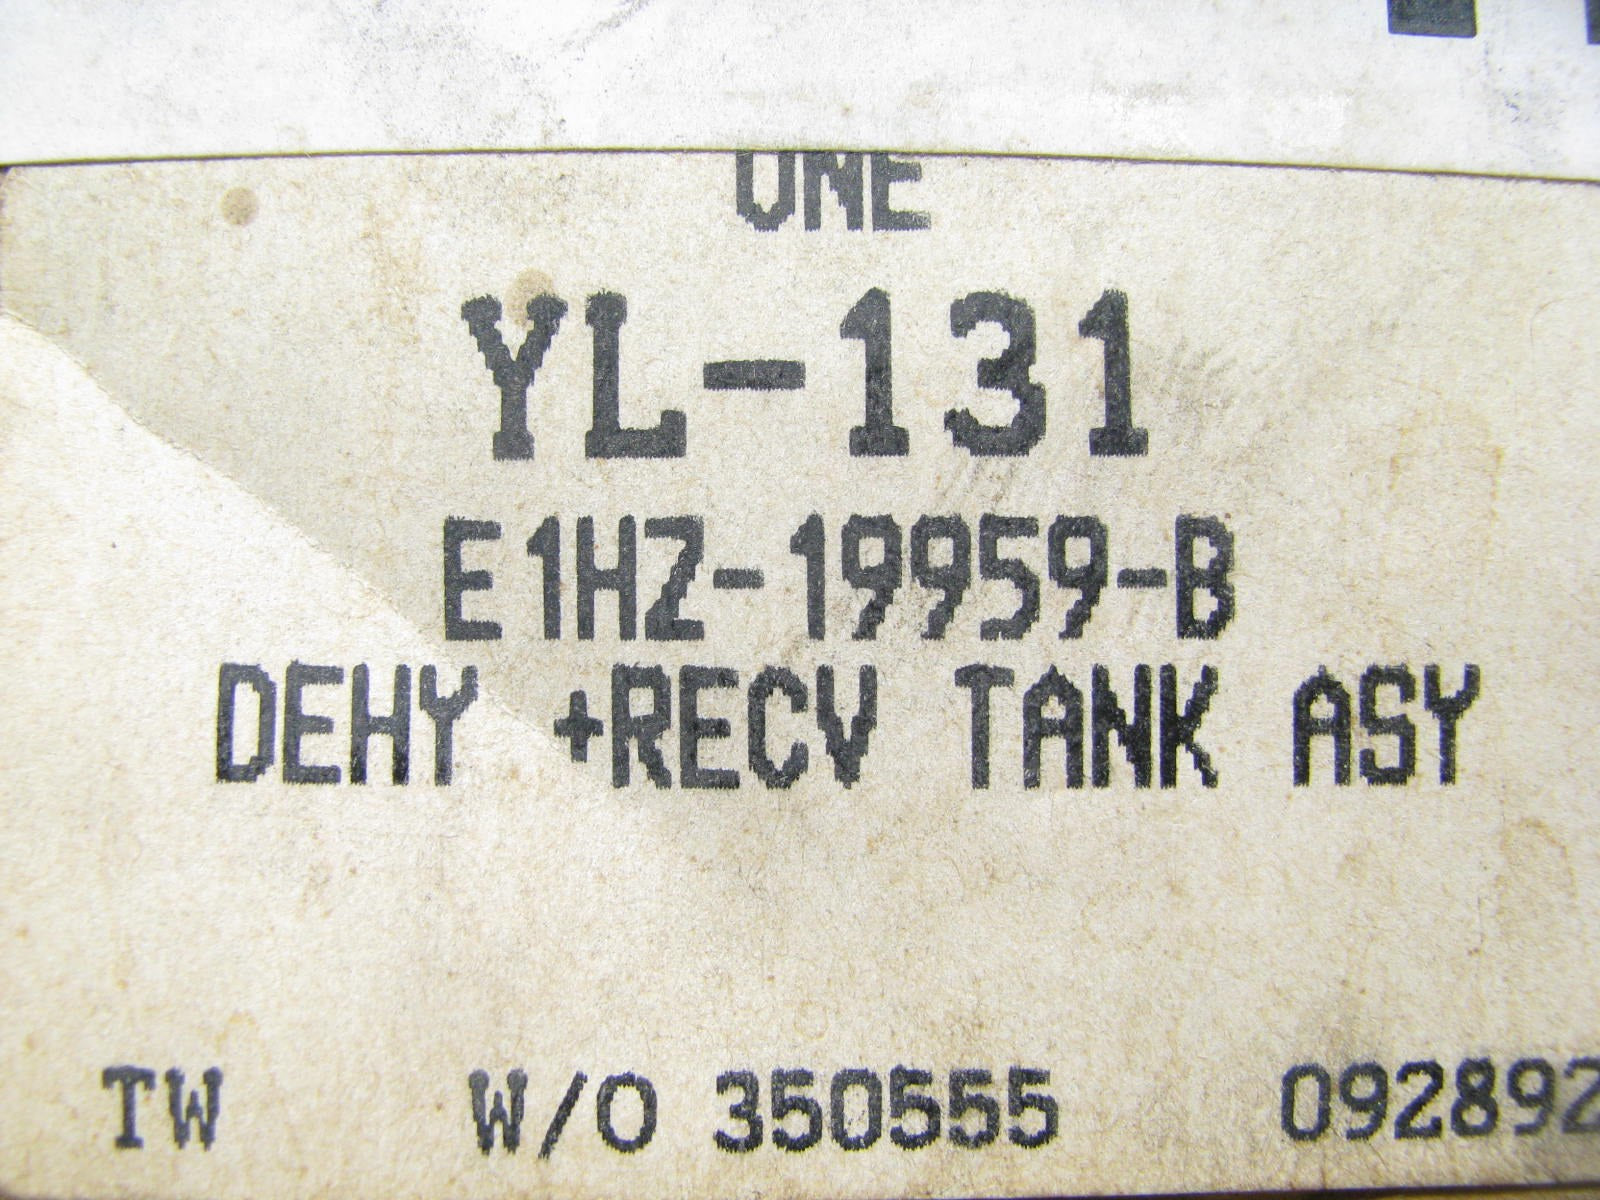 ONE
YL-131
E1HZ-19959-B
DEHY +RECV TANK ASY
TW W/O 350555 092892